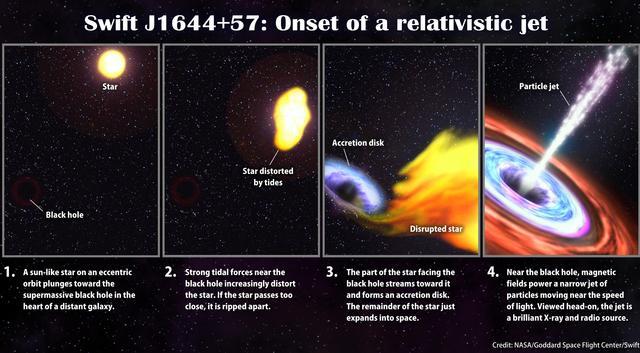 Swift J1644+57: Onset of a relativistic jet
Star
Black hole
Star distorted
by tides
Accretion disk
Disrupted star
Particle jet
1. A sun-like star on an eccentric
orbit plunges toward the
supermassive black hole in the
heart of a distant galaxy.
2. Strong tidal forces near the
black hole increasingly distort
the star. If the star passes too
close, it is ripped apart.
3. The part of the star facing the
black hole streams toward it
and forms an accretion disk.
The remainder of the star just
expands into space.
4. Near the black hole, magnetic
fields power a narrow jet of
particles moving near the speed
of light. Viewed head-on, the jet is
a brilliant X-ray and radio source.
Credit: NASA/Goddard Space Flight Center/Swift